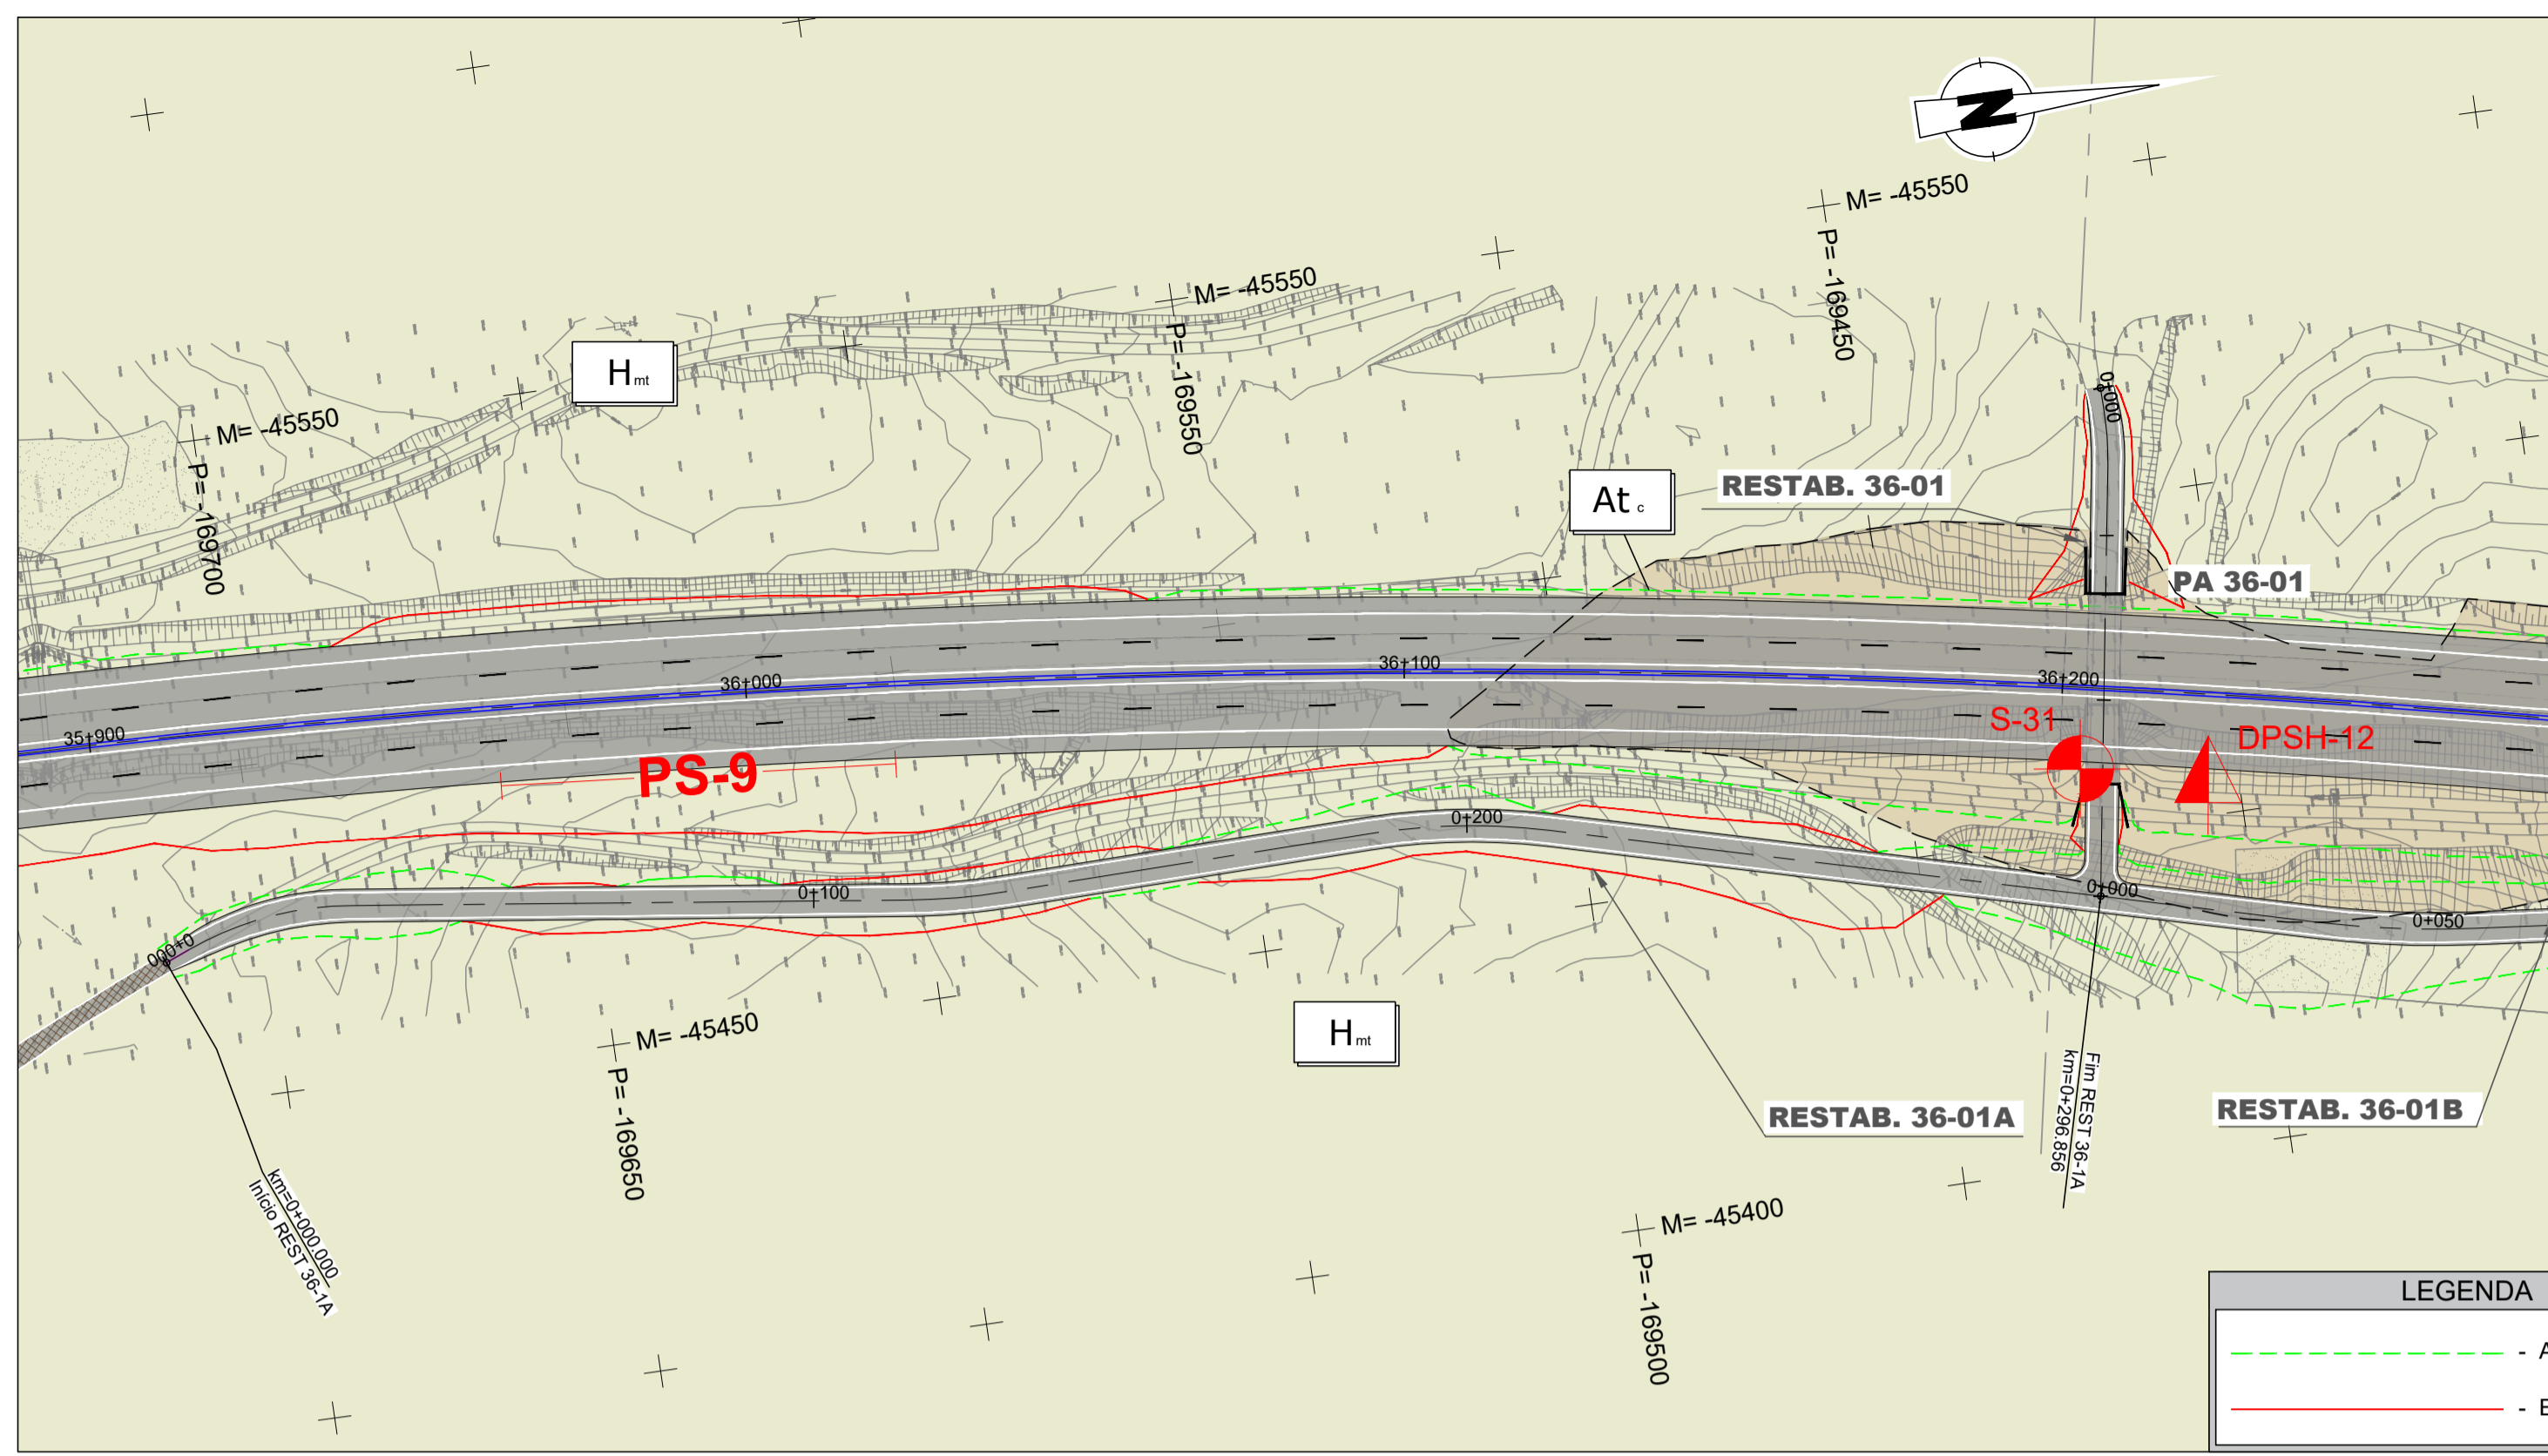 N
M= -45550
P= -169450
M= -45550
P= -169550
H mt
M= -45550
P= -169700
0+000
At c
RESTAB. 36-01
PA 36-01
36+100
36+200
36+000
35+900
S-31
DPSH-12
PS-9
0+200
0+100
0+000
0+050
0+000
M= -45450
P= -169650
H mt
RESTAB. 36-01A
Fim REST 36-1A
km=0+296.856
RESTAB. 36-01B
km=0+000.000
Início REST 36-1A
M= -45400
P= -169500
LEGENDA
- A
- E